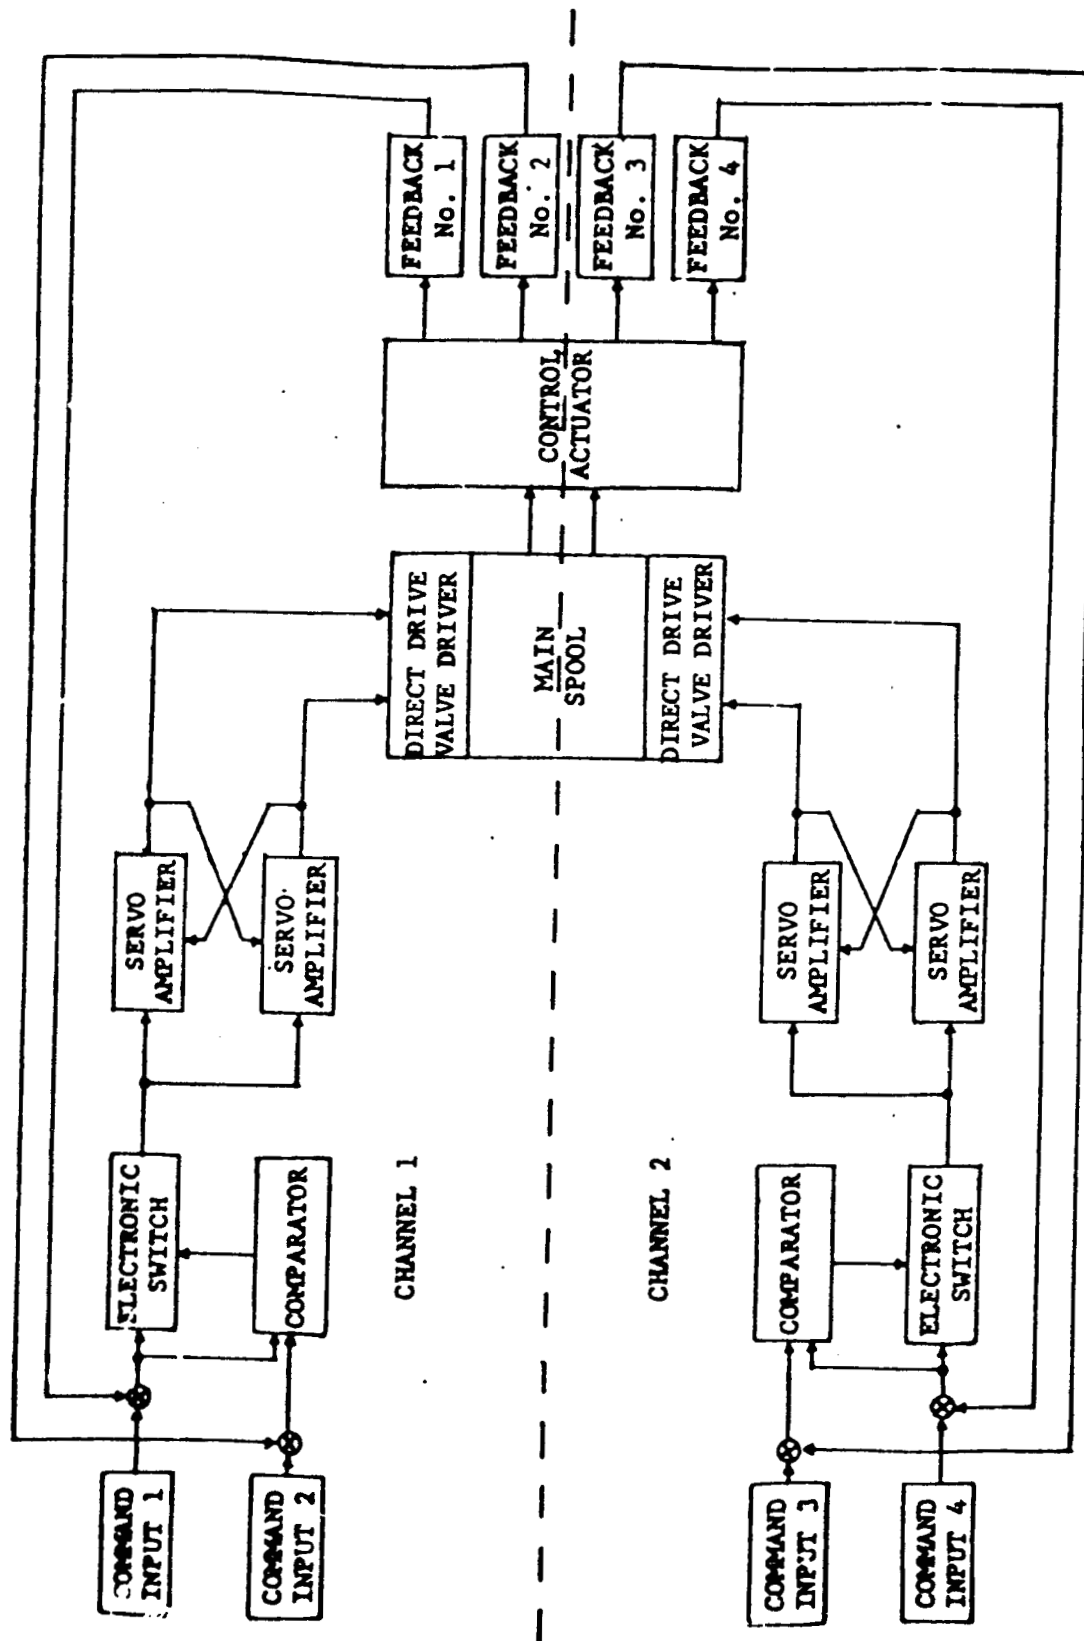 COMMAND
INPUT 1
COMMAND
INPUT 2
ELECTRONIC
SWITCH
COMPARATOR
SERVO
AMPLIFIER
SERVO
AMPLIFIER
CHANNEL 1
DIRECT DRIVE
VALVE DRIVER
MAIN
SPOOL
DIRECT DRIVE
VALVE DRIVER
CONTROL
ACTUATOR
FEEDBACK
No. 1
FEEDBACK
No. 2
FEEDBACK
No. 3
FEEDBACK
No. 4
CHANNEL 2
COMMAND
INPUT 3
COMMAND
INPUT 4
COMPARATOR
ELECTRONIC
SWITCH
SERVO
AMPLIFIER
SERVO
AMPLIFIER